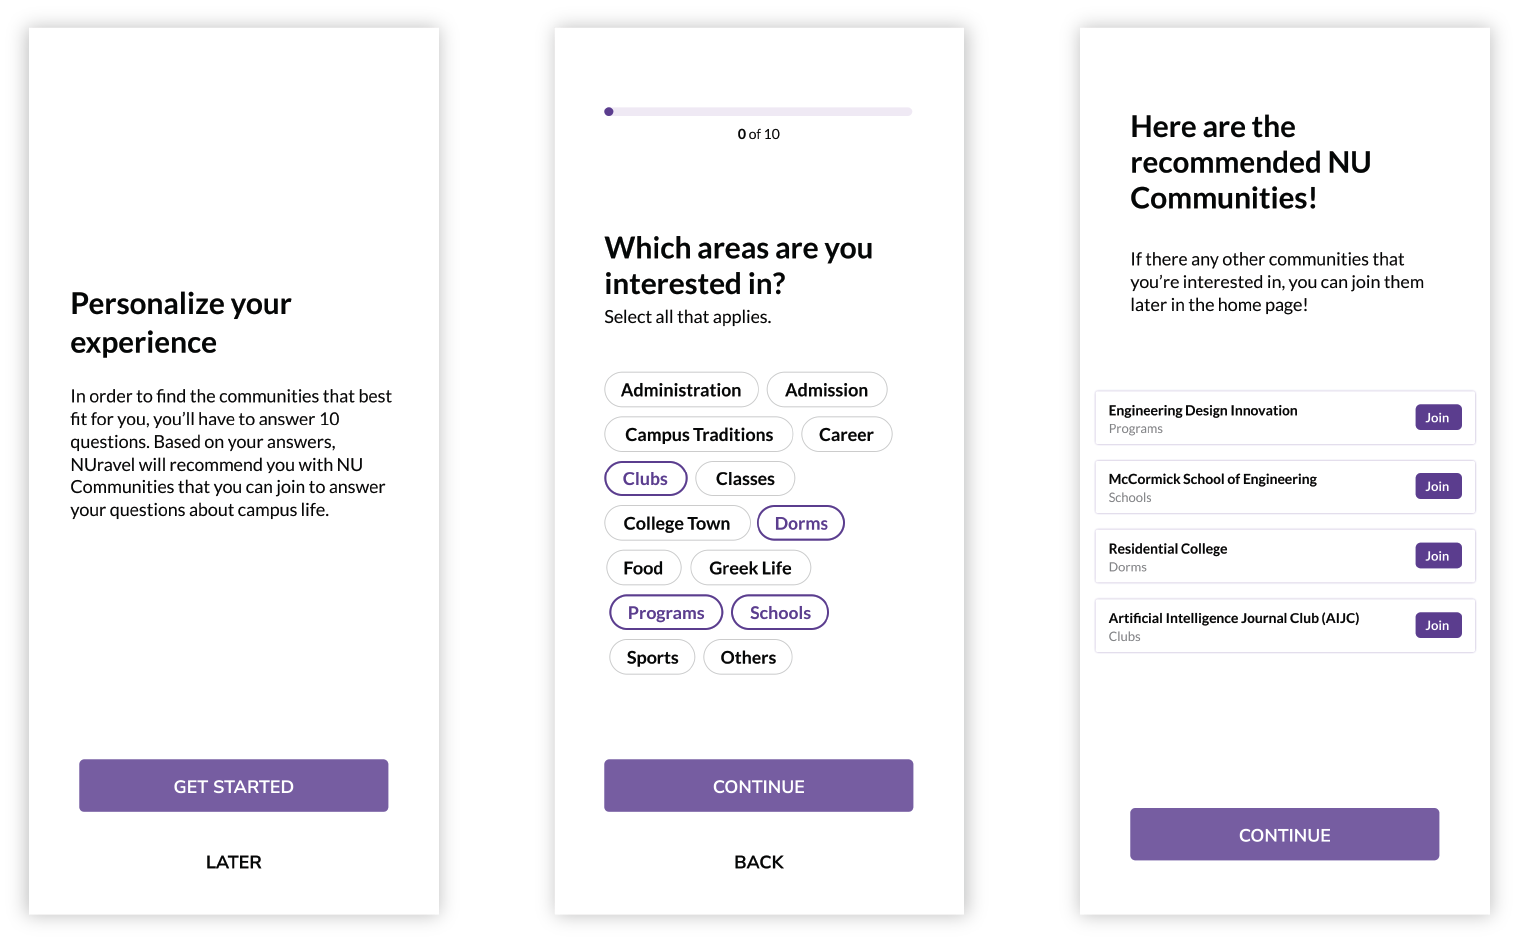 Personalize your
experience
In order to find the communities that best
fit for you, you'll have to answer 10
questions. Based on your answers,
NUravel will recommend you with NU
Communities that you can join to answer
your questions about campus life.
GET STARTED
LATER
0 of 10
Which areas are you
interested in?
Select all that applies.
Administration Admission
Campus Traditions Career
Clubs Classes
College Town Dorms
Food Greek Life
Programs Schools
Sports Others
CONTINUE
BACK
Here are the
recommended NU
Communities!
If there any other communities that
you're interested in, you can join them
later in the home page!
Engineering Design Innovation
Programs
Join
McCormick School of Engineering
Schools
Join
Residential College
Dorms
Join
Artificial Intelligence Journal Club (AIJC)
Clubs
Join
CONTINUE